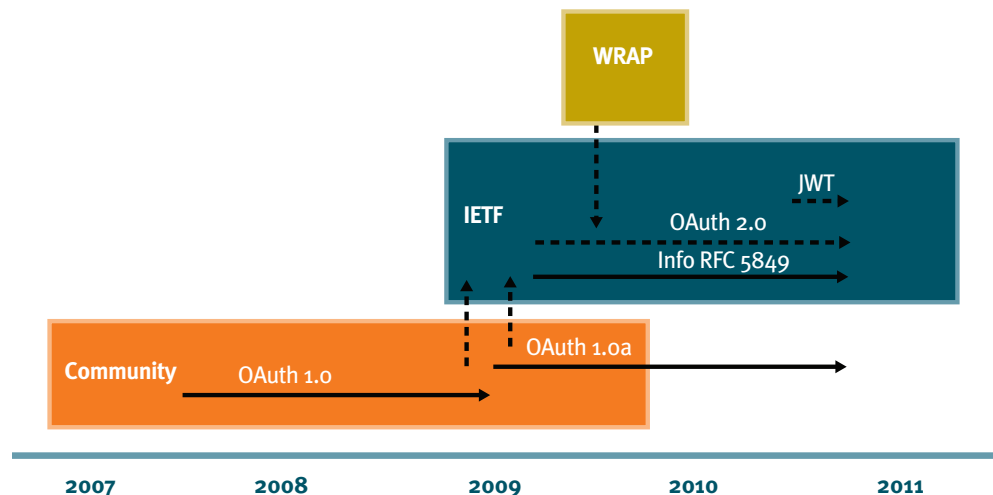 WRAP
JWT
IETF
OAuth 2.0
Info RFC 5849
OAuth 1.0a
Community
OAuth 1.0
2007 2008 2009 2010 2011